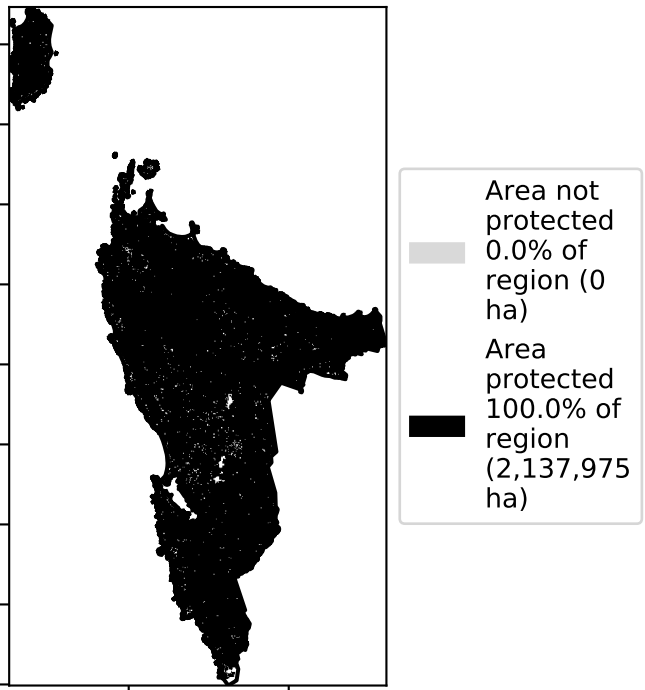 Area not
protected
0.0% of
region (0
ha)
Area
protected
100.0% of
region
(2,137,975
ha)